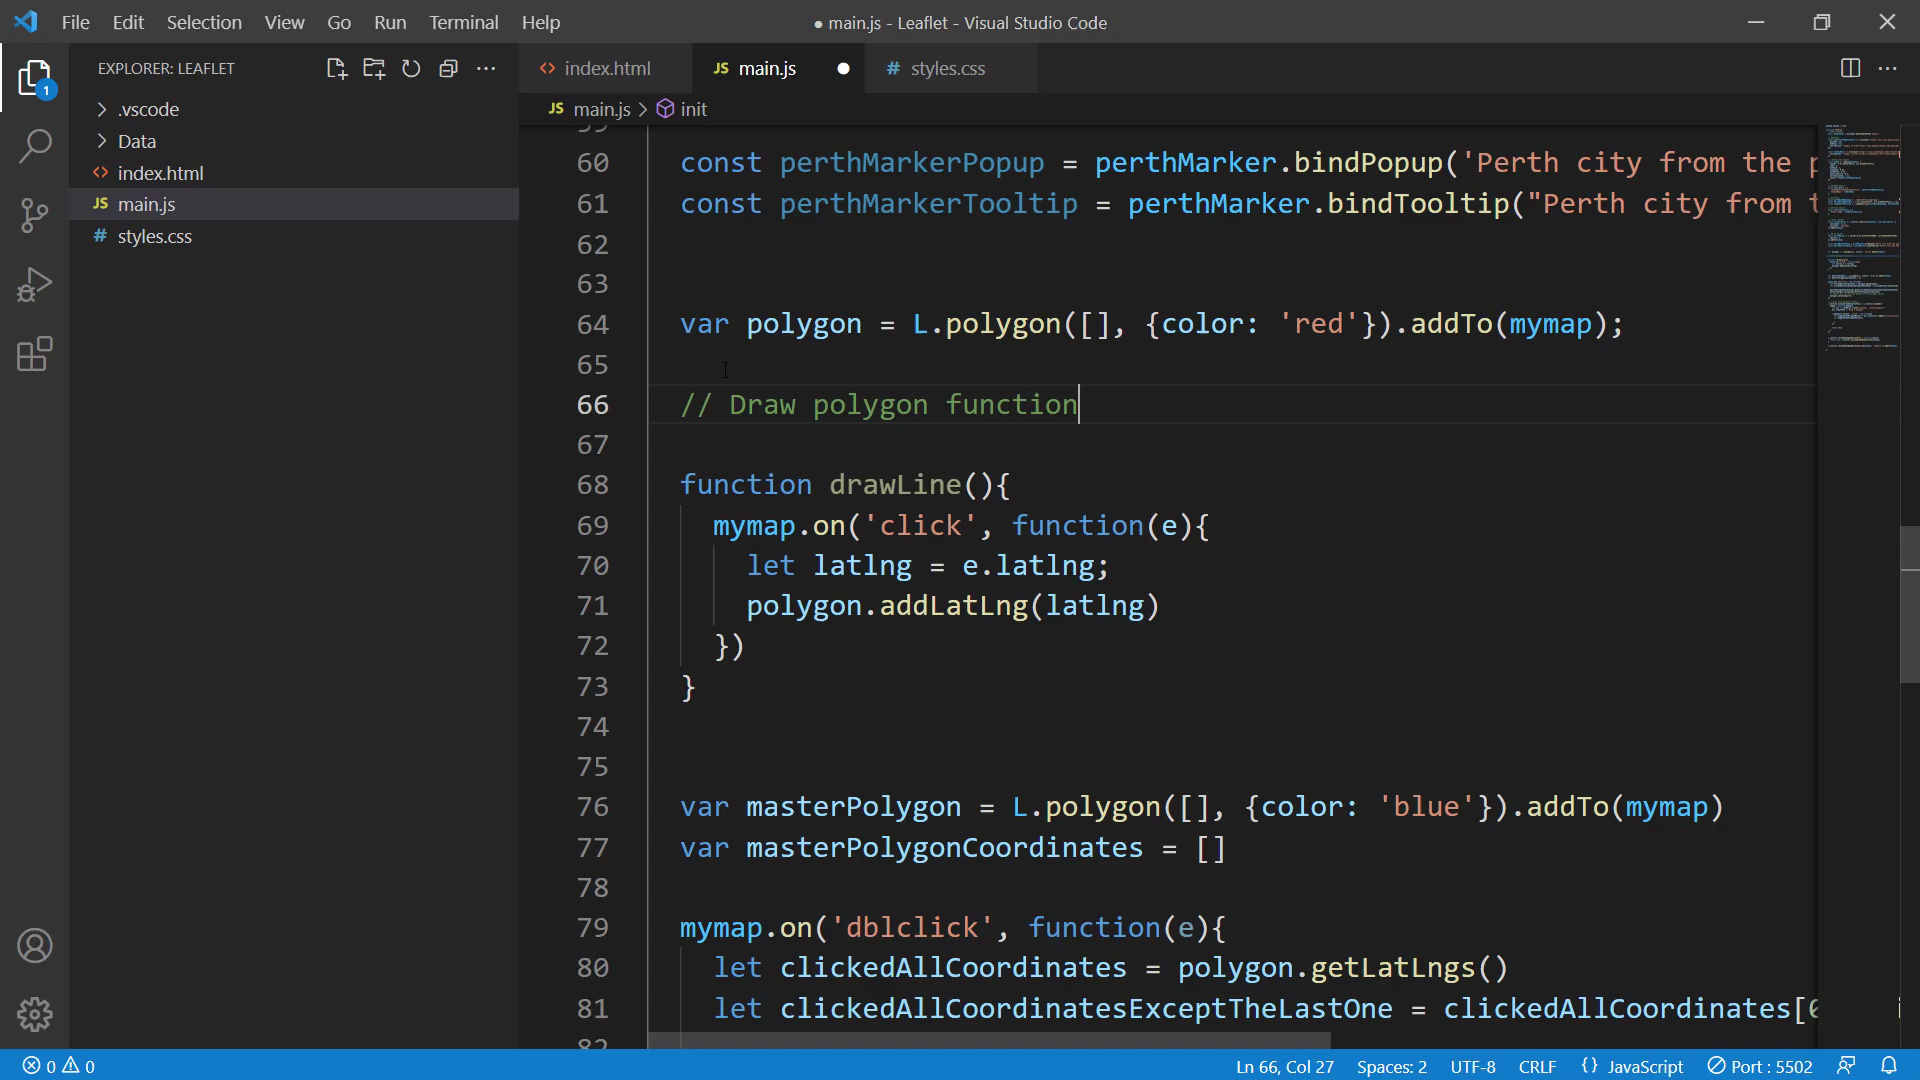 File Edit Selection View Go Run Terminal Help
● main.js - Leaflet - Visual Studio Code
EXPLORER: LEAFLET
1
.vscode
Data
index.html
JS main.js
# styles.css
index.html
JS main.js ●
# styles.css
JS main.js > init
60 const perthMarkerPopup = perthMarker.bindPopup('Perth city from the
61 const perthMarkerTooltip = perthMarker.bindTooltip("Perth city from
62
63
64 var polygon = L.polygon([], {color: 'red'}).addTo(mymap);
65
66 // Draw polygon function
67
68 function drawLine(){
69 mymap.on('click', function(e){
70 let latlng = e.latlng;
71 polygon.addLatLng(latlng)
72 })
73 }
74
75
76 var masterPolygon = L.polygon([], {color: 'blue'}).addTo(mymap)
77 var masterPolygonCoordinates = []
78
79 mymap.on('dblclick', function(e){
80 let clickedAllCoordinates = polygon.getLatLngs()
81 let clickedAllCoordinatesExceptTheLastOne = clickedAllCoordinates[
0 0
Ln 66, Col 27 Spaces: 2 UTF-8 CRLF {} JavaScript Port : 5502